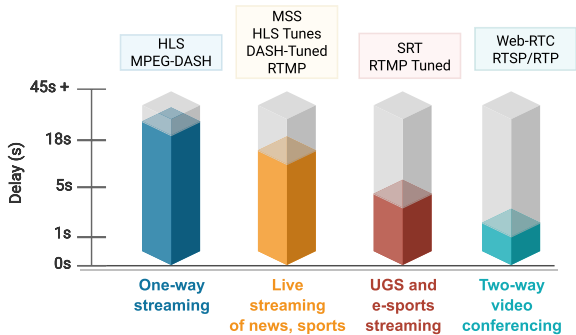 HLS
MPEG-DASH
MSS
HLS Tunes
DASH-Tuned
RTMP
SRT
RTMP Tuned
Web-RTC
RTSP/RTP
45s +
18s
5s
1s
0s
Delay (s)
One-way
streaming
Live
streaming
of news, sports
UGS and
e-sports
streaming
Two-way
video
conferencing